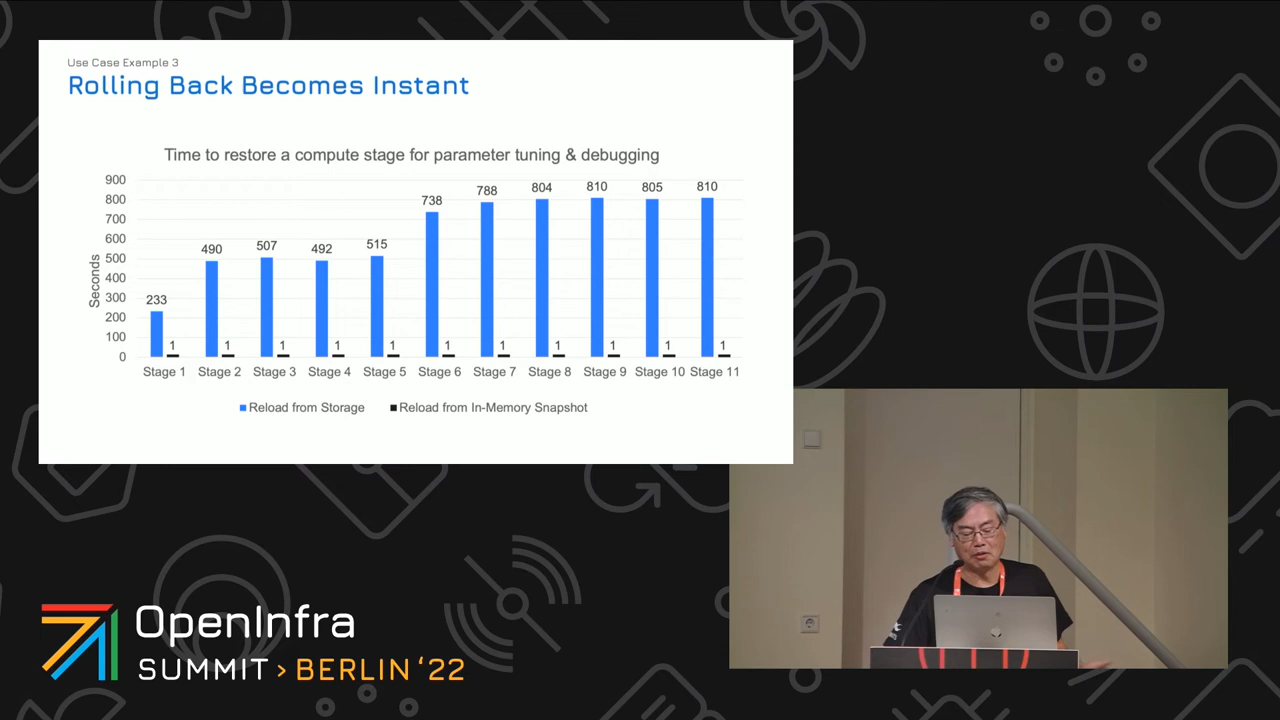 Use Case Example 3
Rolling Back Becomes Instant
Time to restore a compute stage for parameter tuning & debugging
Seconds
900
800
700
600
500
400
300
200
100
0
233
490
507
492
515
738
788
804
810
805
810
1 1 1 1 1 1 1 1 1 1 1
Stage 1 Stage 2 Stage 3 Stage 4 Stage 5 Stage 6 Stage 7 Stage 8 Stage 9 Stage 10 Stage 11
Reload from Storage Reload from In-Memory Snapshot
OpenInfra
SUMMIT > BERLIN ‘22